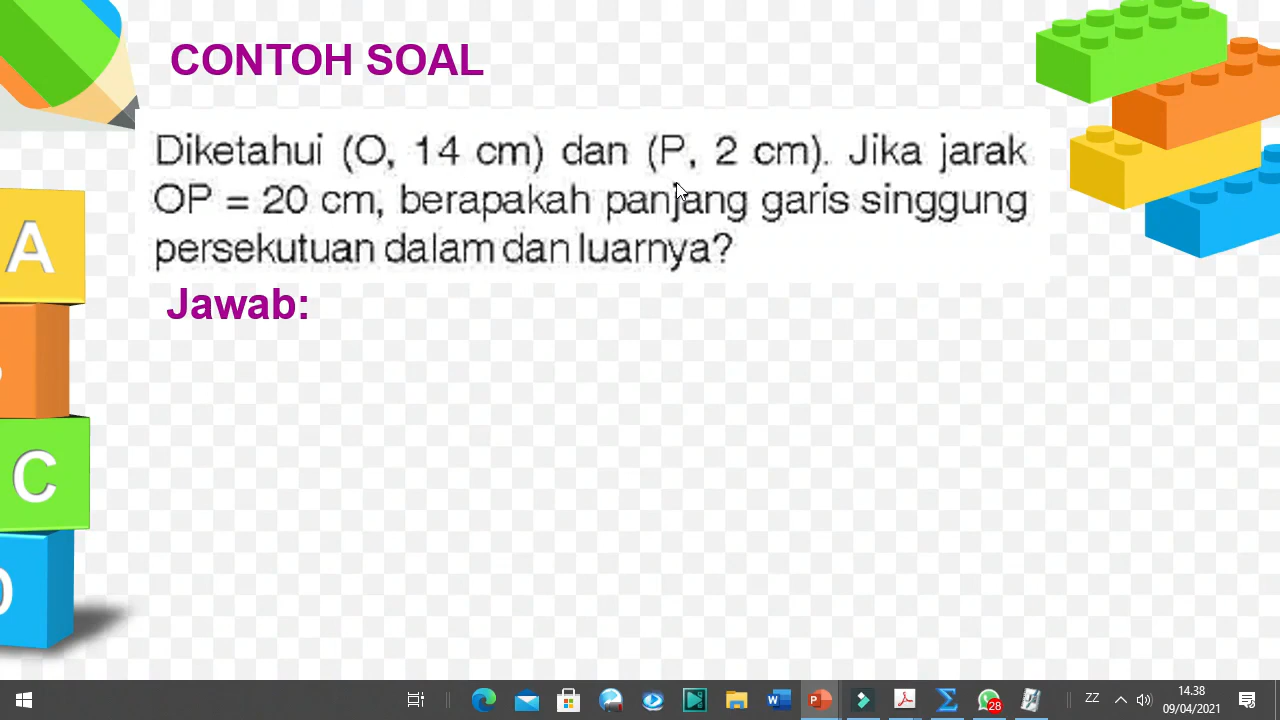 CONTOH SOAL
Diketahui (O, 14 cm) dan (P, 2 cm). Jika jarak
OP = 20 cm, berapakah panjang garis singgung
persekutuan dalam dan luarnya?
Jawab:
A
C
28
ZZ
14.38
09/04/2021